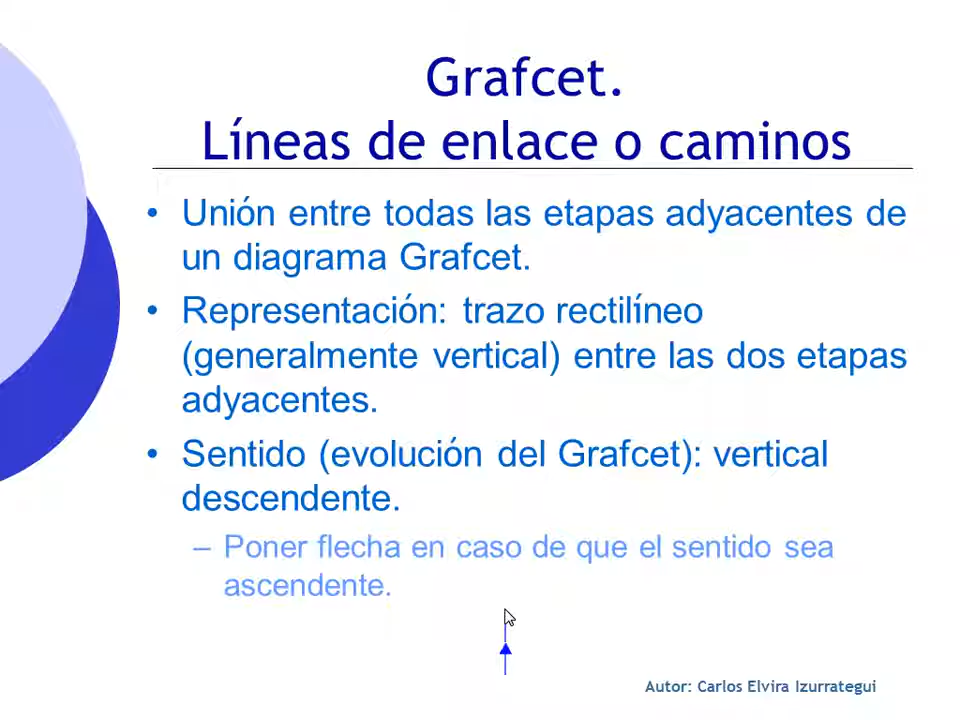 Grafcet.
Líneas de enlace o caminos
• Unión entre todas las etapas adyacentes de
un diagrama Grafcet.
• Representación: trazo rectilíneo
(generalmente vertical) entre las dos etapas
adyacentes.
• Sentido (evolución del Grafcet): vertical
descendente.
– Poner flecha en caso de que el sentido sea
ascendente.
Autor: Carlos Elvira Izurrategui